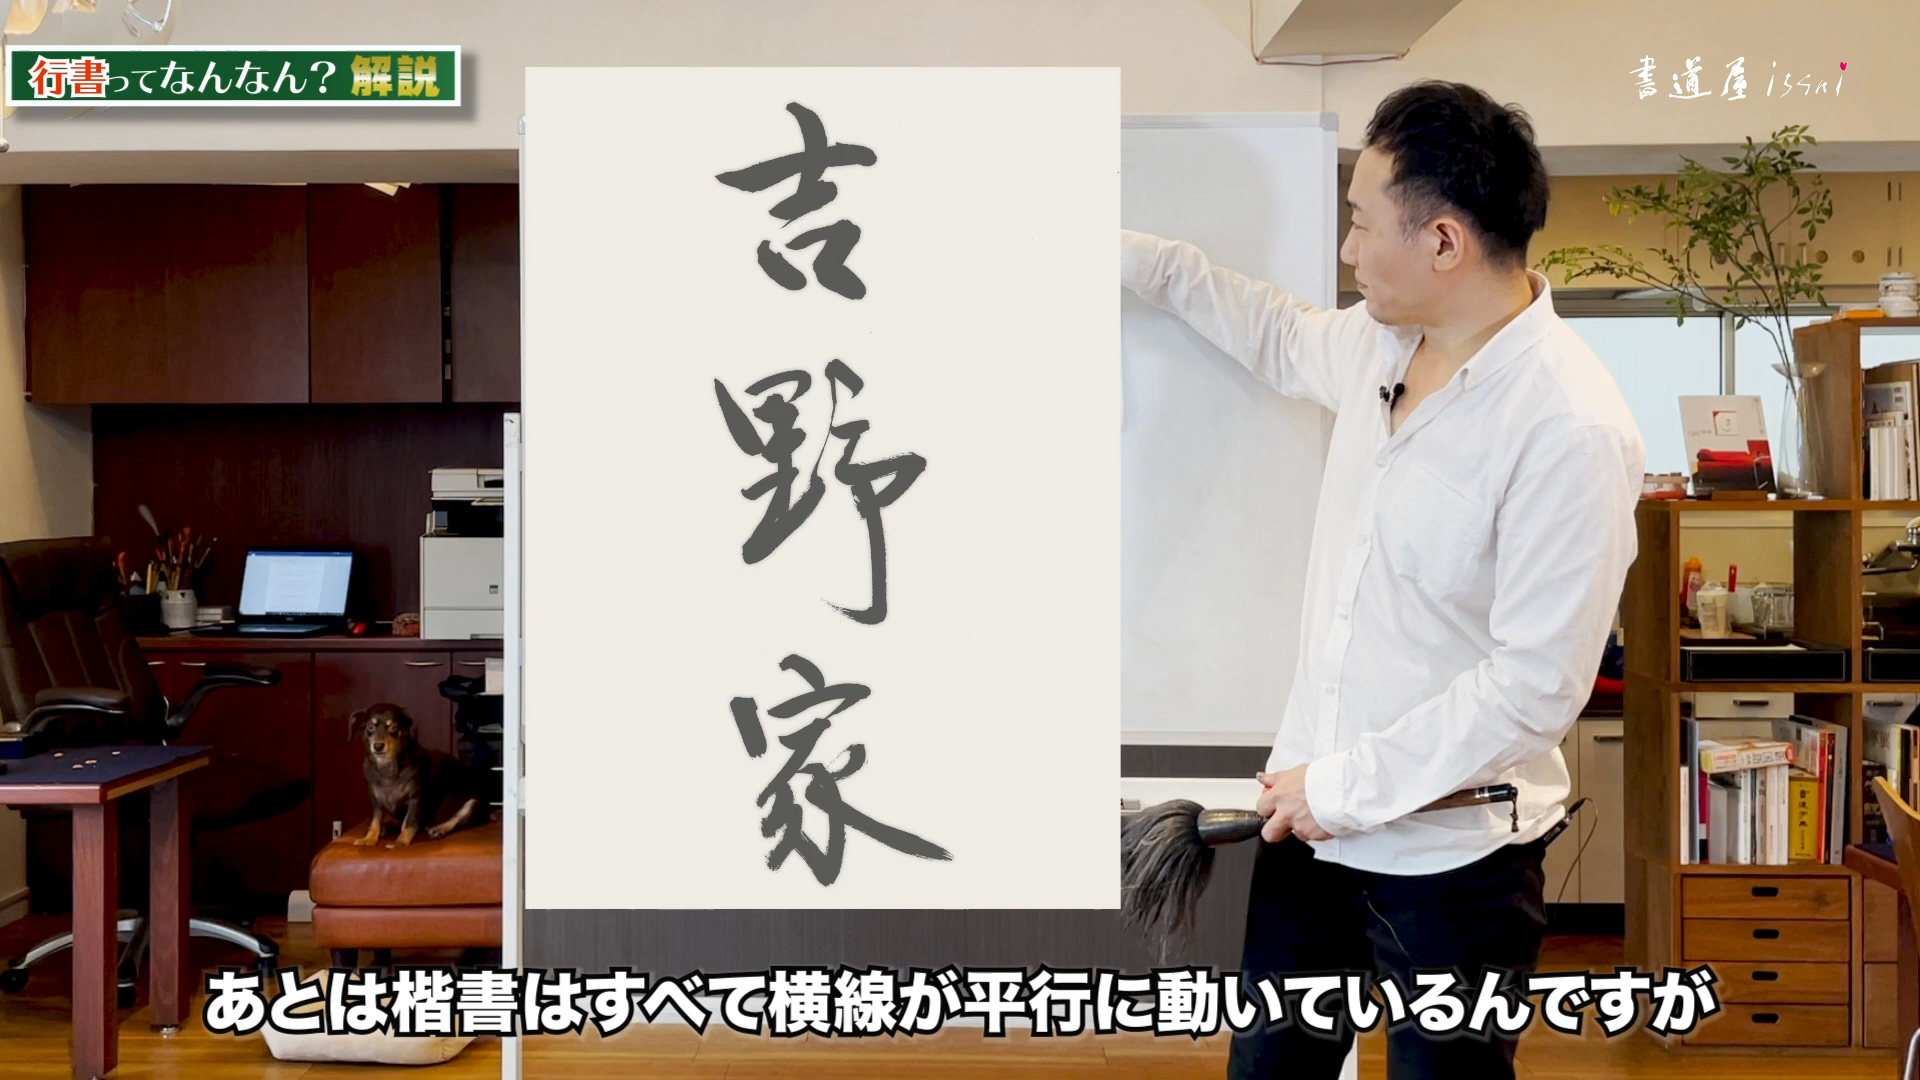 行書ってなんなん？解説
書道屋issai
吉野家
あとは楷書はすべて横線が平行に動いているんですが